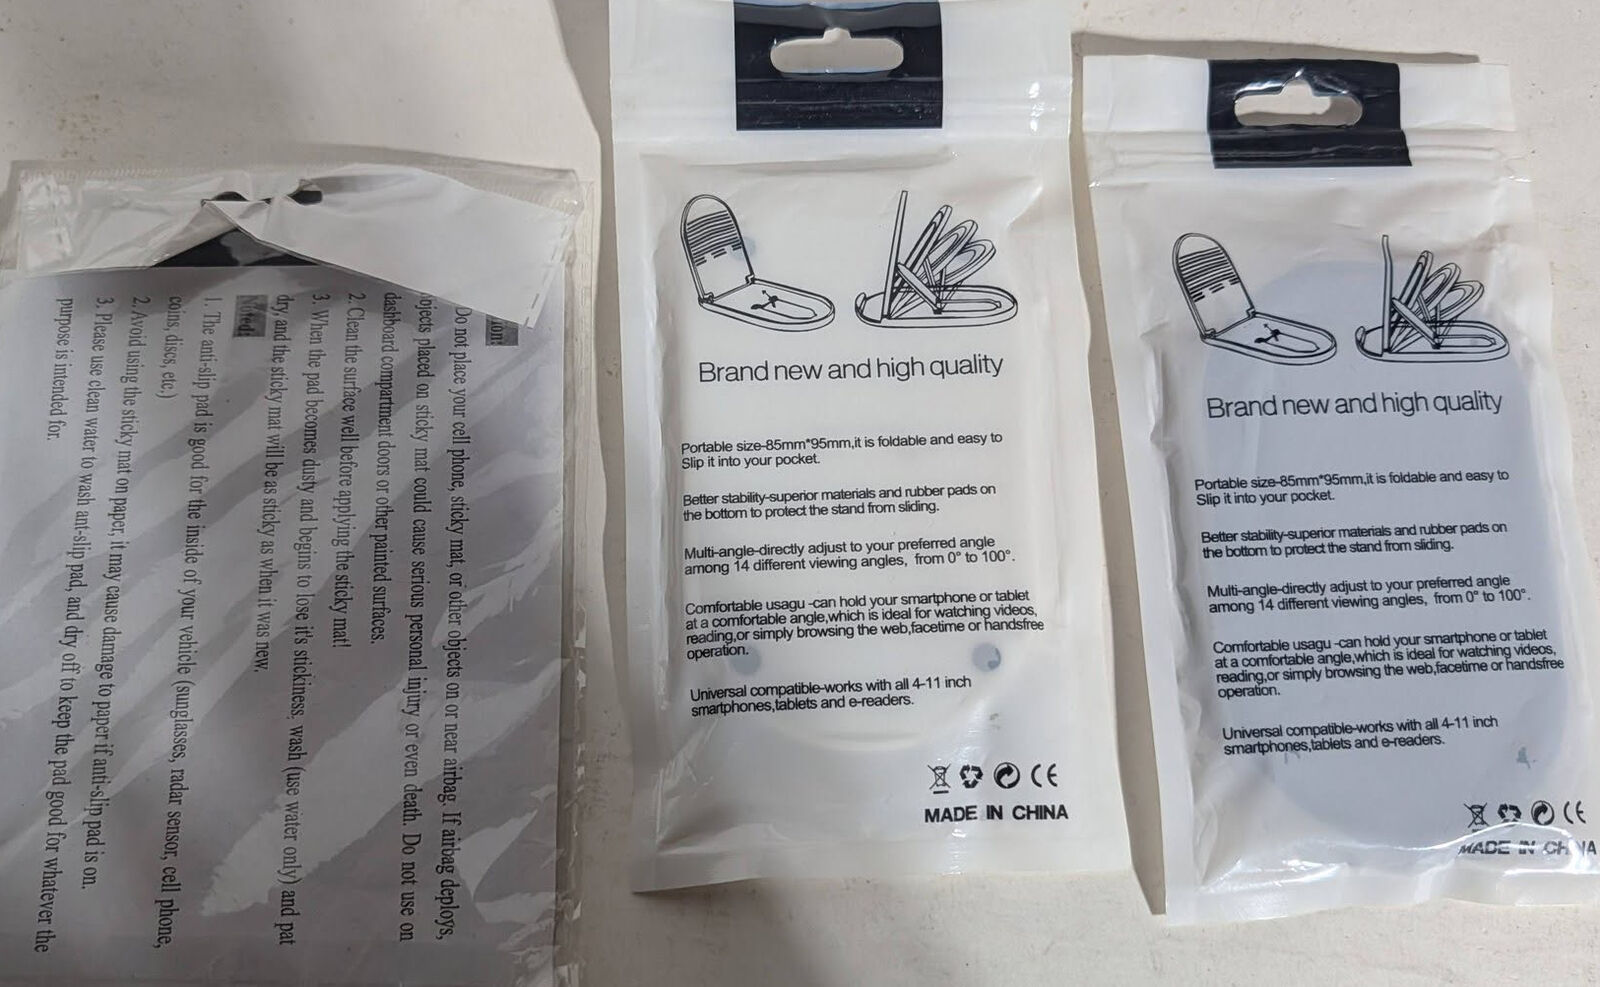 ion!
Do not place your cell phone, sticky mat, or other objects on or near airbag. If airbag deploys,
objects placed on sticky mat could cause serious personal injury or even death. Do not use on
dashboard compartment doors or other painted surfaces.
2. Clean the surface well before applying the sticky mat!
3. When the pad becomes dusty and begins to lose it's stickiness, wash (use water only) and pat
dry, and the sticky mat will be as sticky as when it was new.
Noted:
1. The anti-slip pad is good for the inside of your vehicle (sunglasses, radar sensor, cell phone,
coins, discs, etc.)
2. Avoid using the sticky mat on paper, it may cause damage to paper if anti-slip pad is on.
3. Please use clean water to wash ant-slip pad, and dry off to keep the pad good for whatever the
purpose is intended for.
Brand new and high quality
Portable size-85mm*95mm,it is foldable and easy to
Slip it into your pocket.
Better stability-superior materials and rubber pads on
the bottom to protect the stand from sliding.
Multi-angle-directly adjust to your preferred angle
among 14 different viewing angles, from 0° to 100°.
Comfortable usagu -can hold your smartphone or tablet
at a comfortable angle,which is ideal for watching videos,
reading,or simply browsing the web,facetime or handsfree
operation.
Universal compatible-works with all 4-11 inch
smartphones,tablets and e-readers.
CE
MADE IN CHINA
Brand new and high quality
Portable size-85mm*95mm,it is foldable and easy to
Slip it into your pocket.
Better stability-superior materials and rubber pads on
the bottom to protect the stand from sliding.
Multi-angle-directly adjust to your preferred angle
among 14 different viewing angles, from 0° to 100°.
Comfortable usagu -can hold your smartphone or tablet
at a comfortable angle,which is ideal for watching videos,
reading,or simply browsing the web,facetime or handsfree
operation.
Universal compatible-works with all 4-11 inch
smartphones,tablets and e-readers.
CE
MADE IN CHINA